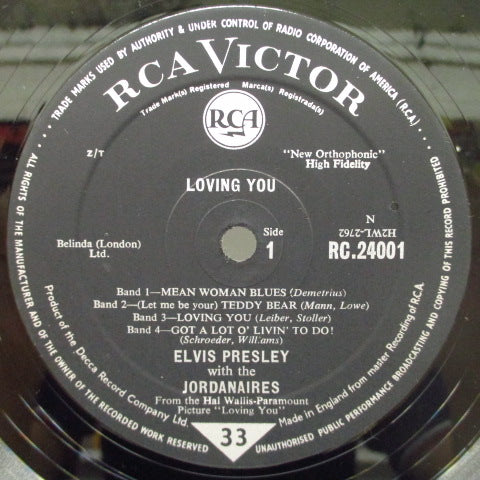 · · · TRADE MARKS USED BY AUTHORITY & UNDER CONTROL OF RADIO CORPORATION OF AMERICA (R.C.A.) · · ·
RCA VICTOR
Trade Mark(s) Registered Marca(s) Registrada(s)
RCA
Z/T
"New Orthophonic"
High Fidelity
LOVING YOU
Belinda (London)
Ltd.
Side
1
N
H2WL-2762
RC.24001
Band 1—MEAN WOMAN BLUES (Demetrius)
Band 2—(Let me be your) TEDDY BEAR (Mann, Lowe)
Band 3—LOVING YOU (Leiber, Stoller)
Band 4—GOT A LOT O' LIVIN' TO DO!
(Schroeder, Will.ams)
ELVIS PRESLEY
with the
JORDANAIRES
From the Hal Wallis-Paramount
Picture "Loving You"
Product of the Decca Record Company Ltd.
Made in England from master Recording of R.C.A.
33
ALL RIGHTS OF THE MANUFACTURER AND OF THE OWNER OF THE RECORDED WORK RESERVED
UNAUTHORISED PUBLIC PERFORMANCE BROADCASTING AND COPYING OF THIS RECORD PROHIBITED.